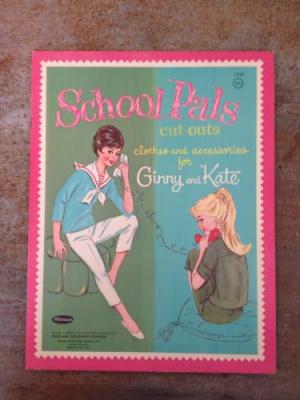 School Pals
cut-outs
clothes and accessories
for
Ginny and Kate
Whitman